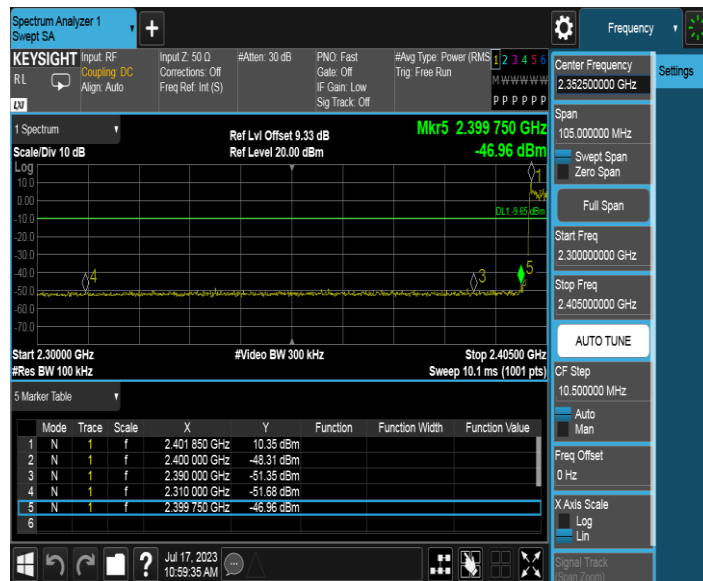 Spectrum Analyzer 1
Swept SA
+
Frequency
KEYSIGHT
RL
LXI
Input: RF
Coupling: DC
Align: Auto
Input Z: 50 Ω
Corrections: Off
Freq Ref: Int (S)
#Atten: 30 dB
PNO: Fast
Gate: Off
IF Gain: Low
Sig Track: Off
#Avg Type: Power (RMS
Trig: Free Run
1 2 3 4 5 6
M W W W W W
P P P P P P
1 Spectrum
Scale/Div 10 dB
Ref Lvl Offset 9.33 dB
Ref Level 20.00 dBm
Mkr5 2.399 750 GHz
-46.96 dBm
Log
10.0
0.00
-10.0
-20.0
-30.0
-40.0
-50.0
-60.0
-70.0
1
DL1 -9.65 dBm
4
3
5
Start 2.30000 GHz
#Res BW 100 kHz
#Video BW 300 kHz
Stop 2.40500 GHz
Sweep 10.1 ms (1001 pts)
5 Marker Table
Mode Trace Scale X Y Function Function Width Function Value
1 N 1 f 2.401 850 GHz 10.35 dBm
2 N 1 f 2.400 000 GHz -48.31 dBm
3 N 1 f 2.390 000 GHz -51.35 dBm
4 N 1 f 2.310 000 GHz -51.68 dBm
5 N 1 f 2.399 750 GHz -46.96 dBm
6
?
Jul 17, 2023
10:59:35 AM
Center Frequency
2.352500000 GHz
Span
105.000000 MHz
Swept Span
Zero Span
Full Span
Start Freq
2.300000000 GHz
Stop Freq
2.405000000 GHz
AUTO TUNE
CF Step
10.500000 MHz
Auto
Man
Freq Offset
0 Hz
X Axis Scale
Log
Lin
Signal Track
(Span Zoom)
Settings